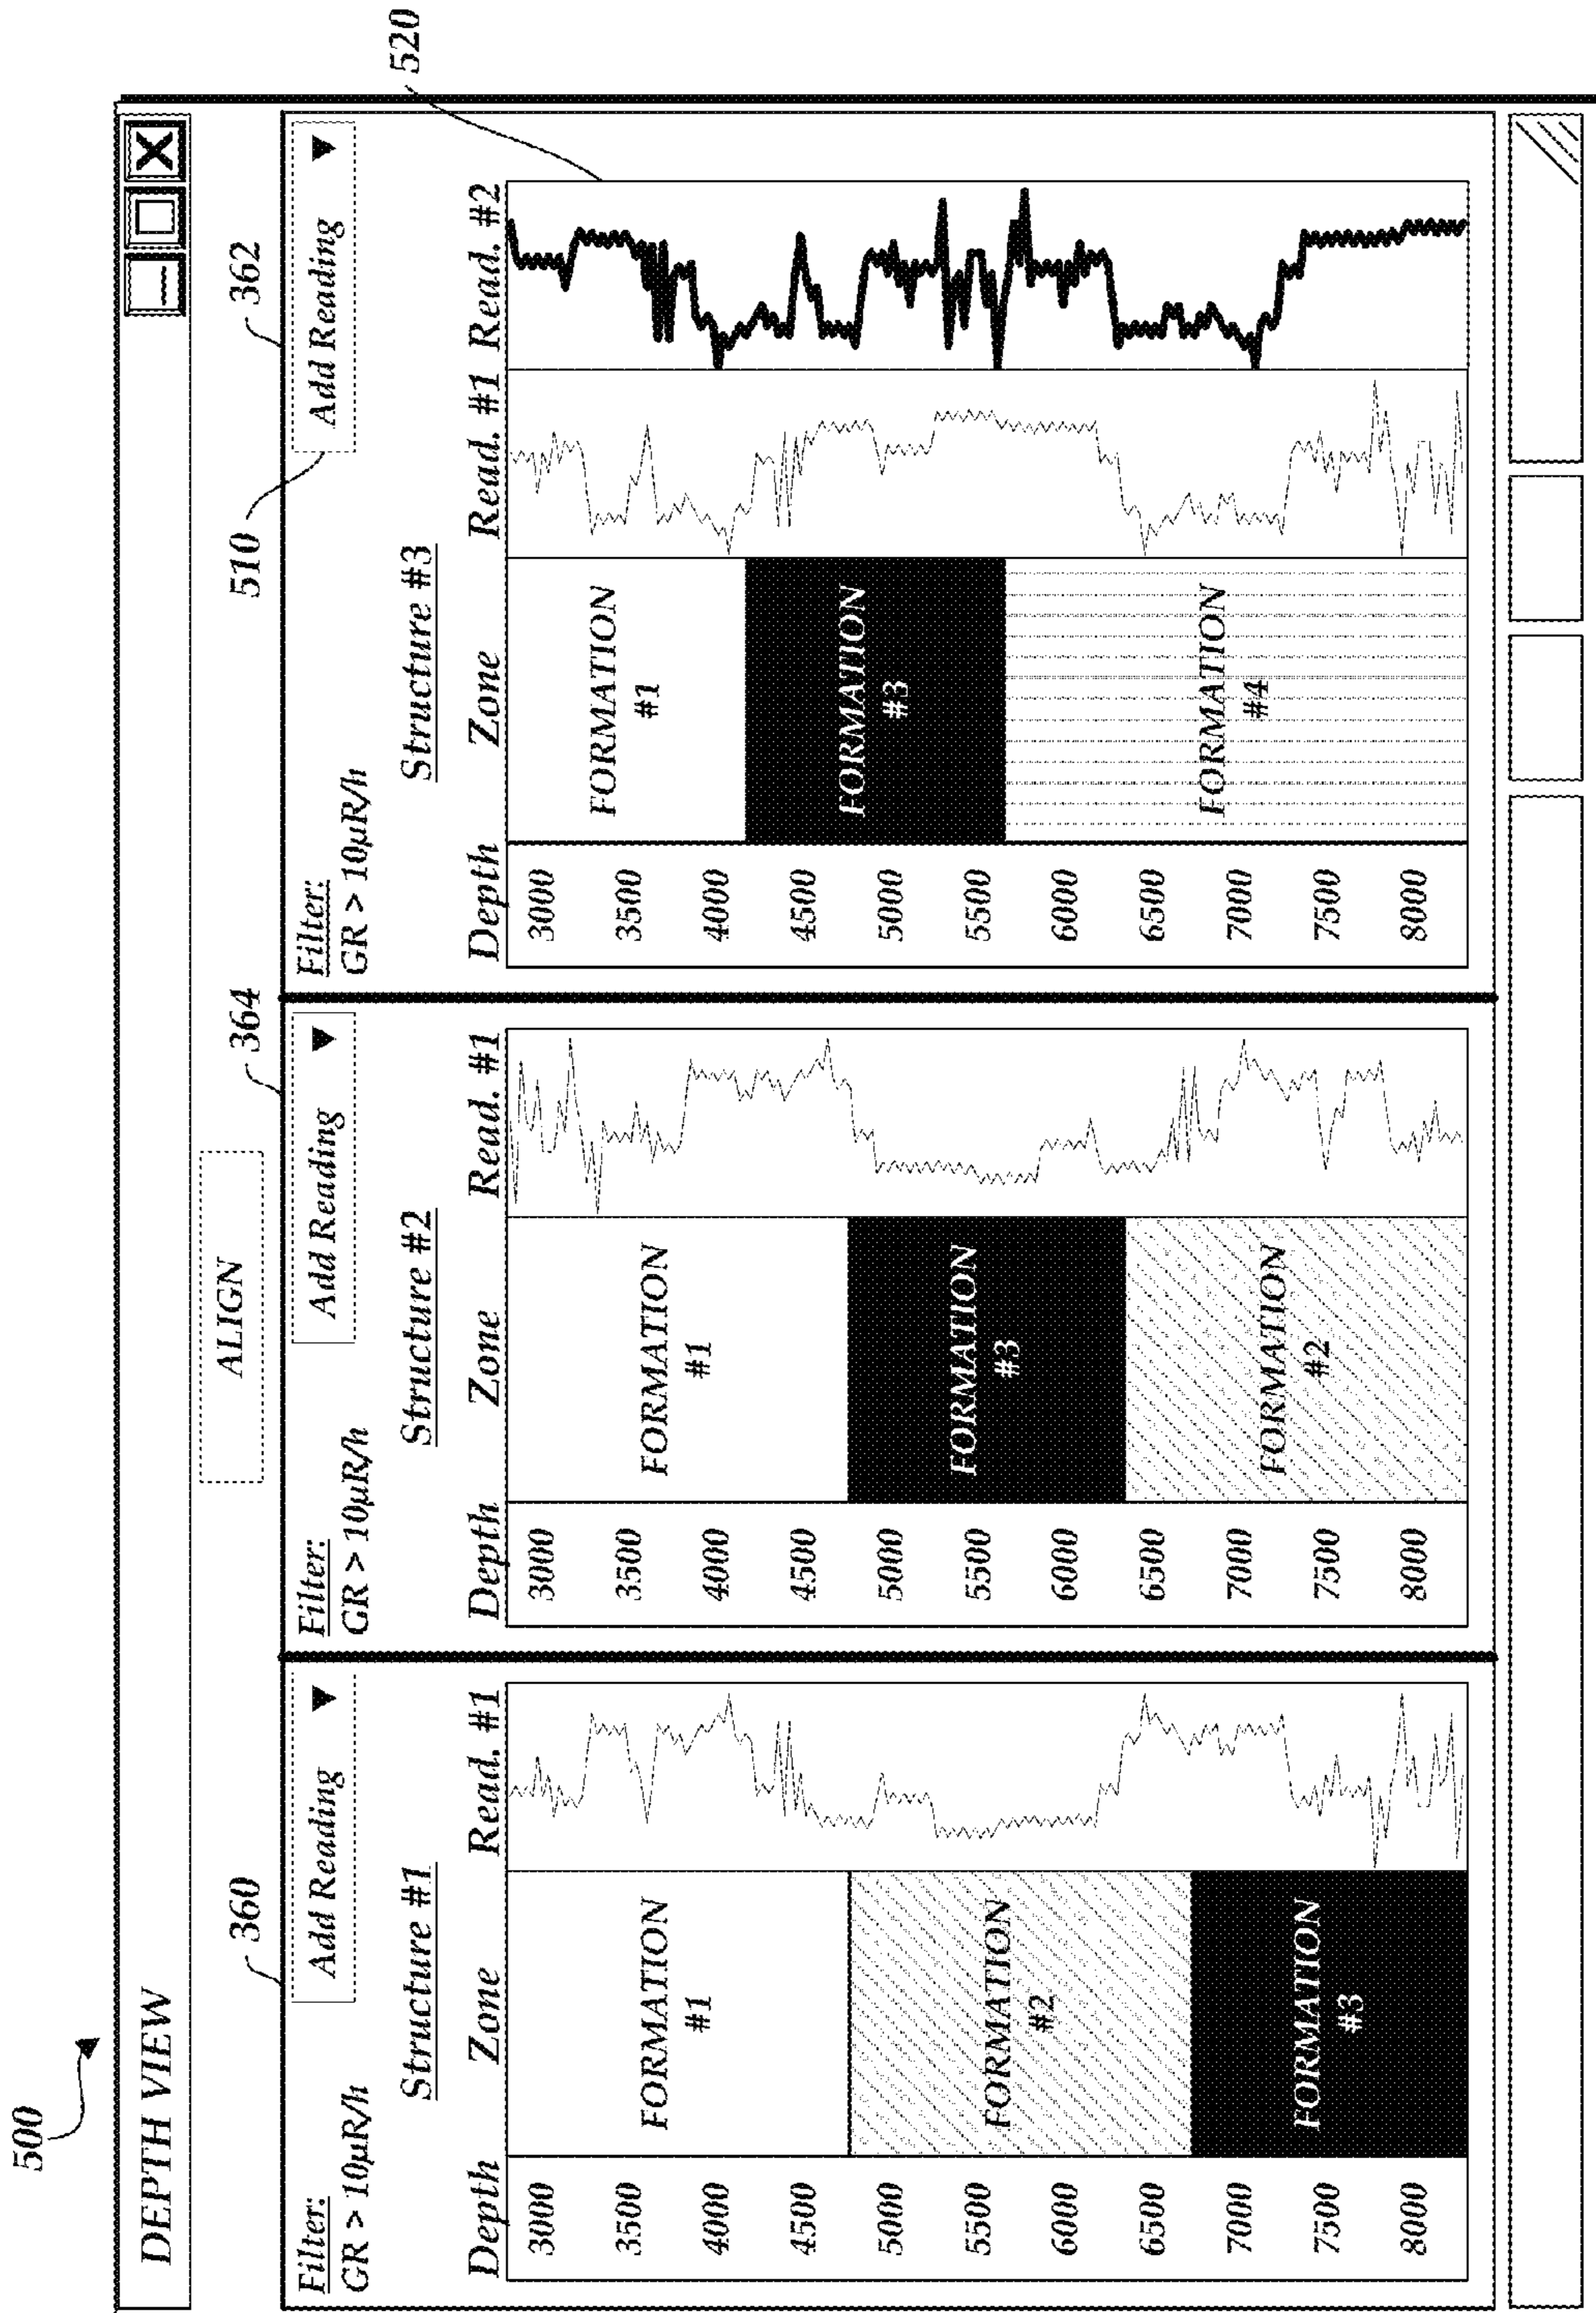 500
DEPTH VIEW
ALIGN
360
364
510
362
520
Filter:
GR > 10µR/h
Add Reading ▼
Structure #1
Depth
Zone
Read. #1
3000
3500
4000
4500
5000
5500
6000
6500
7000
7500
8000
FORMATION
#1
FORMATION
#2
FORMATION
#3
Filter:
GR > 10µR/h
Add Reading ▼
Structure #2
Depth
Zone
Read. #1
3000
3500
4000
4500
5000
5500
6000
6500
7000
7500
8000
FORMATION
#1
FORMATION
#3
FORMATION
#2
Filter:
GR > 10µR/h
Add Reading ▼
Structure #3
Depth
Zone
Read. #1
Read. #2
3000
3500
4000
4500
5000
5500
6000
6500
7000
7500
8000
FORMATION
#1
FORMATION
#3
FORMATION
#4